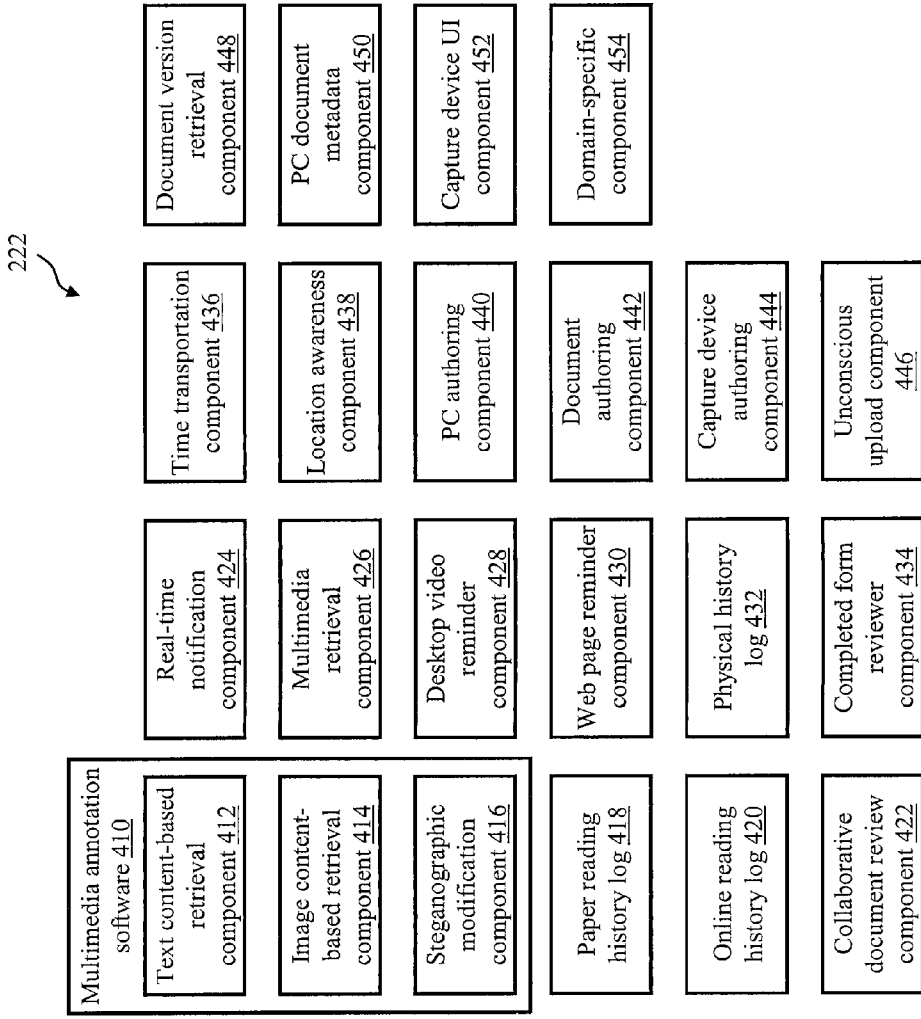 222
Multimedia annotation
software 410
Text content-based
retrieval
component 412
Image content-
based retrieval
component 414
Steganographic
modification
component 416
Paper reading
history log 418
Online reading
history log 420
Collaborative
document review
component 422
Real-time
notification
component 424
Multimedia
retrieval
component 426
Desktop video
reminder
component 428
Web page reminder
component 430
Physical history
log 432
Completed form
reviewer
component 434
Time transportation
component 436
Location awareness
component 438
PC authoring
component 440
Document
authoring
component 442
Capture device
authoring
component 444
Unconscious
upload component
446
Document version
retrieval
component 448
PC document
metadata
component 450
Capture device UI
component 452
Domain-specific
component 454